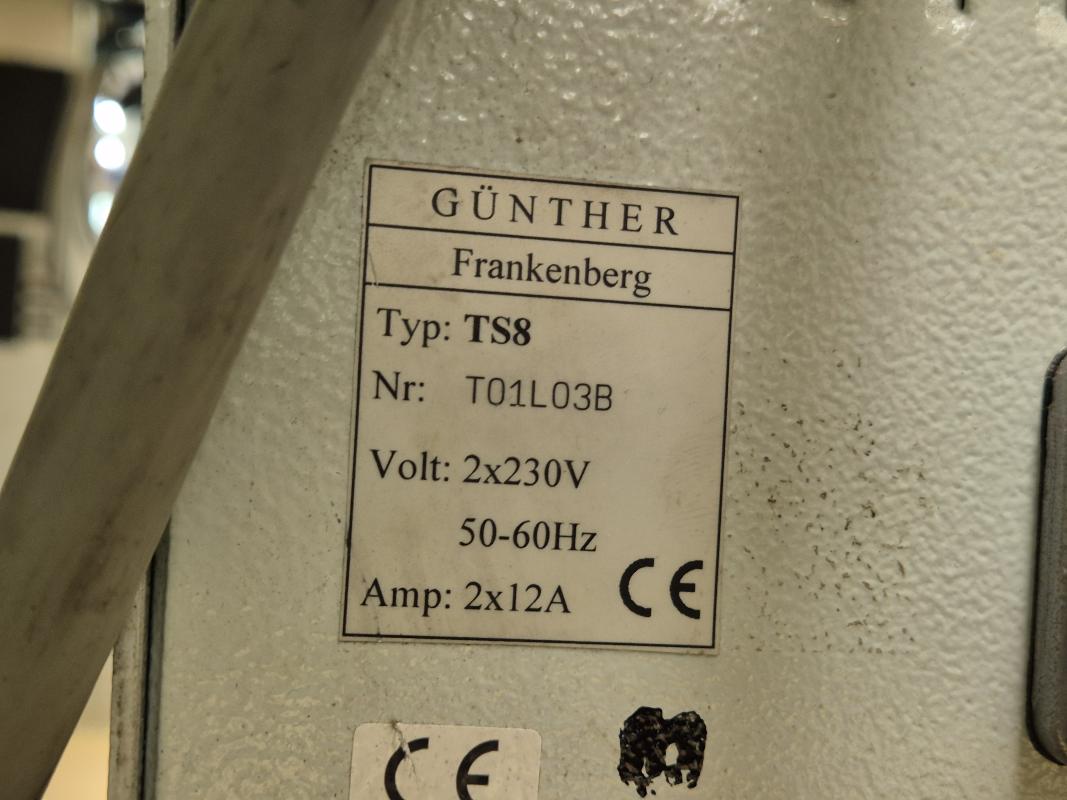 GÜNTHER
Frankenberg
Typ: TS8
Nr: T01L03B
Volt: 2x230V
50-60Hz
Amp: 2x12A CE
CE